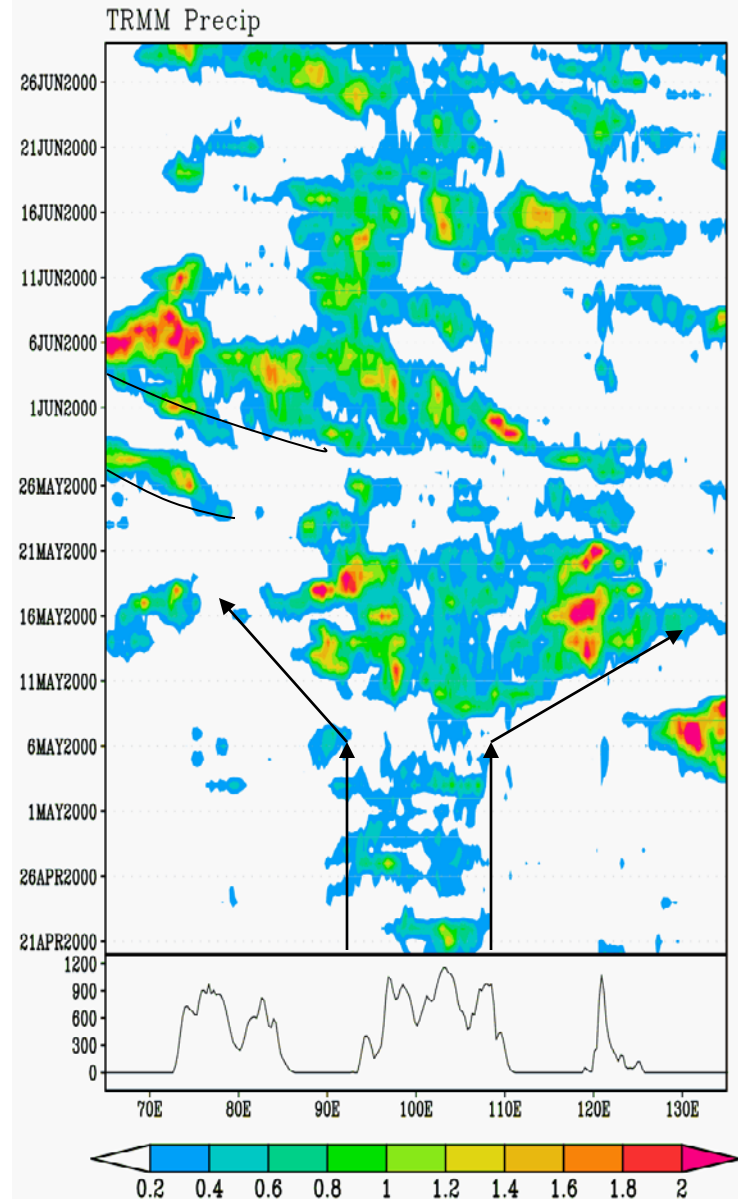 TRMM Precip
26JUN2000
21JUN2000
16JUN2000
11JUN2000
6JUN2000
1JUN2000
26MAY2000
21MAY2000
16MAY2000
11MAY2000
6MAY2000
1MAY2000
26APR2000
21APR2000
1200
900
600
300
0
70E 80E 90E 100E 110E 120E 130E
0.2 0.4 0.6 0.8 1 1.2 1.4 1.6 1.8 2